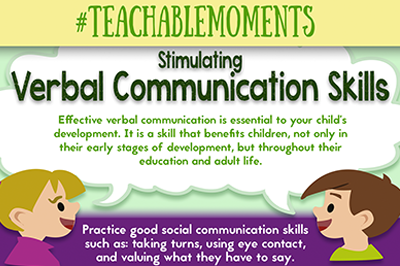 #TEACHABLEMOMENTS
Stimulating
Verbal Communication Skills
Effective verbal communication is essential to your child's
development. It is a skill that benefits children, not only in
their early stages of development, but throughout their
education and adult life.
Practice good social communication skills
such as: taking turns, using eye contact,
and valuing what they have to say.